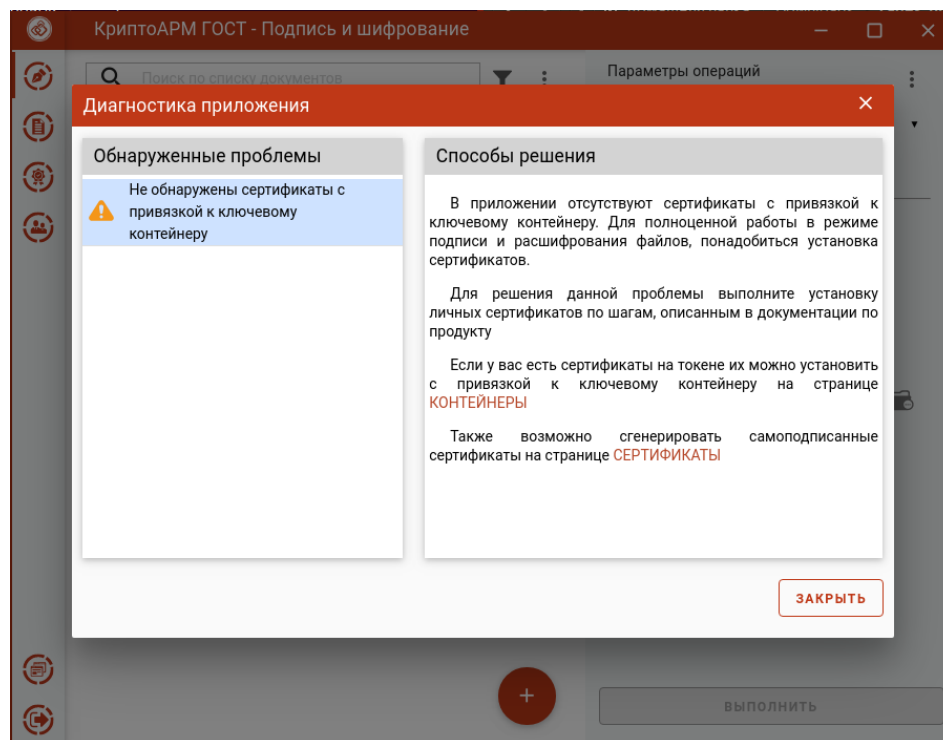 КриптоАРМ ГОСТ - Подпись и шифрование
Поиск по списку документов
Параметры операций
Диагностика приложения
Обнаруженные проблемы
Не обнаружены сертификаты с
привязкой к ключевому
контейнеру
Способы решения
В приложении отсутствуют сертификаты с привязкой к
ключевому контейнеру. Для полноценной работы в режиме
подписи и расшифрования файлов, понадобиться установка
сертификатов.
Для решения данной проблемы выполните установку
личных сертификатов по шагам, описанным в документации по
продукту
Если у вас есть сертификаты на токене их можно установить
с привязкой к ключевому контейнеру на странице
КОНТЕЙНЕРЫ
Также возможно сгенерировать самоподписанные
сертификаты на странице СЕРТИФИКАТЫ
ЗАКРЫТЬ
ВЫПОЛНИТЬ